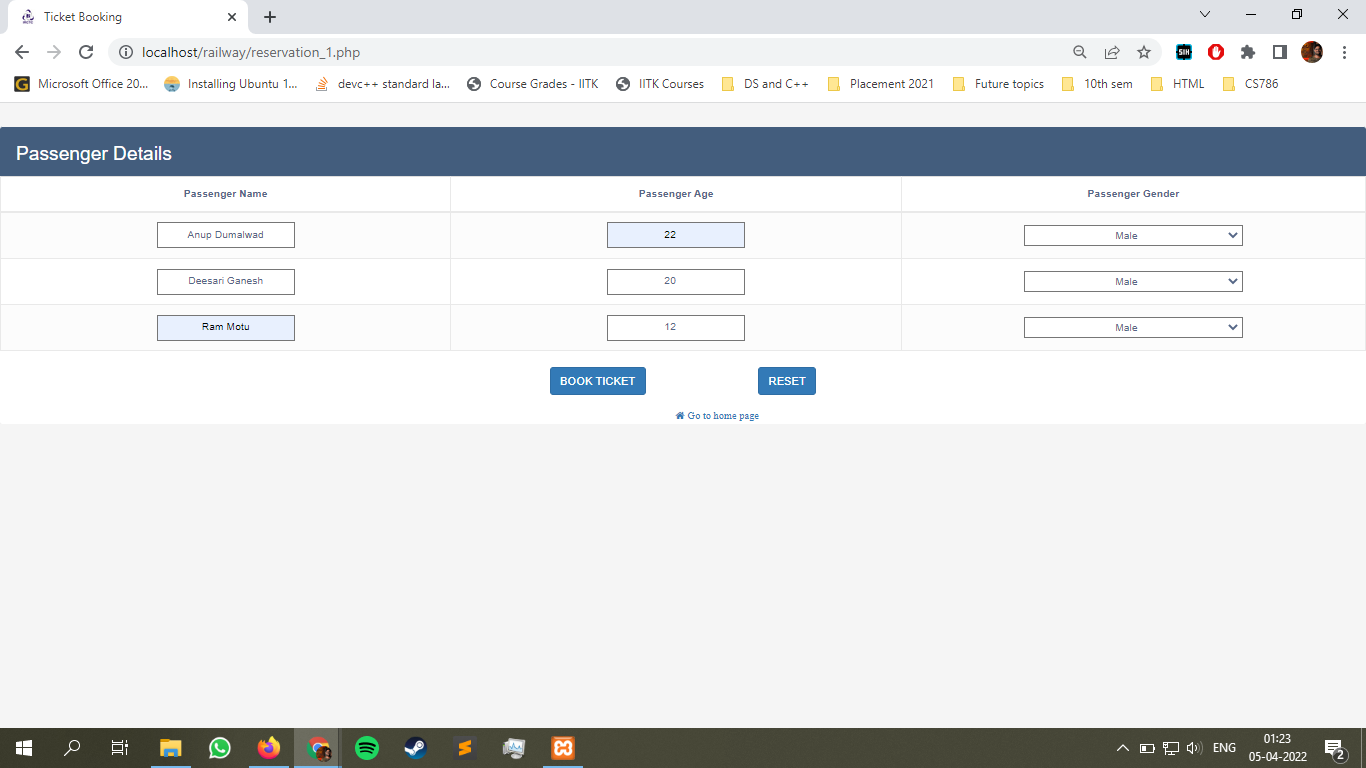 Ticket Booking
localhost/railway/reservation_1.php
SIH
Microsoft Office 20... Installing Ubuntu 1... devc++ standard la... Course Grades - IITK IITK Courses DS and C++ Placement 2021 Future topics 10th sem HTML CS786
Passenger Details
Passenger Name Passenger Age Passenger Gender
Anup Dumalwad 22 Male
Deesari Ganesh 20 Male
Ram Motu 12 Male
BOOK TICKET RESET
Go to home page
ENG
01:23
05-04-2022
2